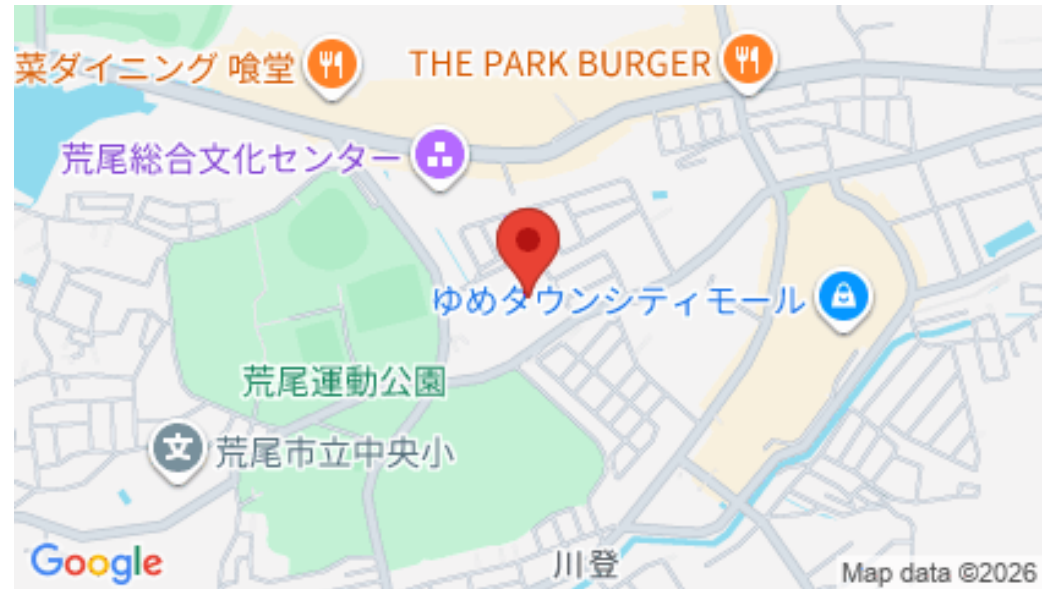 菜ダイニング 喰堂
THE PARK BURGER
荒尾総合文化センター
ゆめタウンシティモール
荒尾運動公園
文 荒尾市立中央小
川登
Google
Map data ©2026